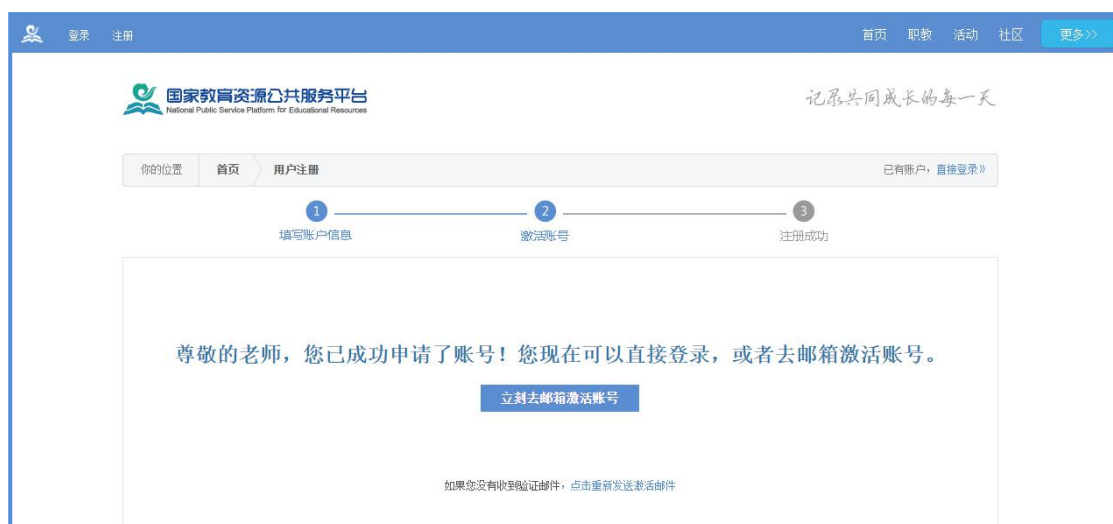 登录 注册 首页 职教 活动 社区 更多>>
国家教育资源公共服务平台
National Public Service Platform for Educational Resources
记录共同成长的每一天
你的位置 首页 用户注册 已有账户，直接登录》
1 2 3
填写账户信息 激活账号 注册成功
尊敬的老师，您已成功申请了账号！您现在可以直接登录，或者去邮箱激活账号。
立刻去邮箱激活账号
如果您没有收到验证邮件，点击重新发送激活邮件